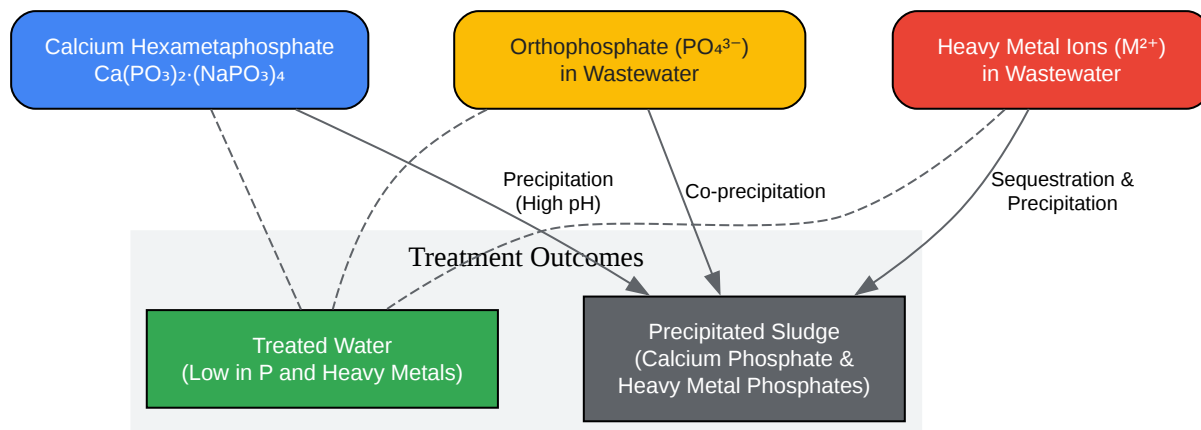 Calcium Hexametaphosphate
Ca(PO₃)₂·(NaPO₃)₄
Orthophosphate (PO₄³⁻)
in Wastewater
Heavy Metal Ions (M²⁺)
in Wastewater
Precipitation
(High pH)
Co-precipitation
Sequestration &
Precipitation
Treatment Outcomes
Treated Water
(Low in P and Heavy Metals)
Precipitated Sludge
(Calcium Phosphate &
Heavy Metal Phosphates)